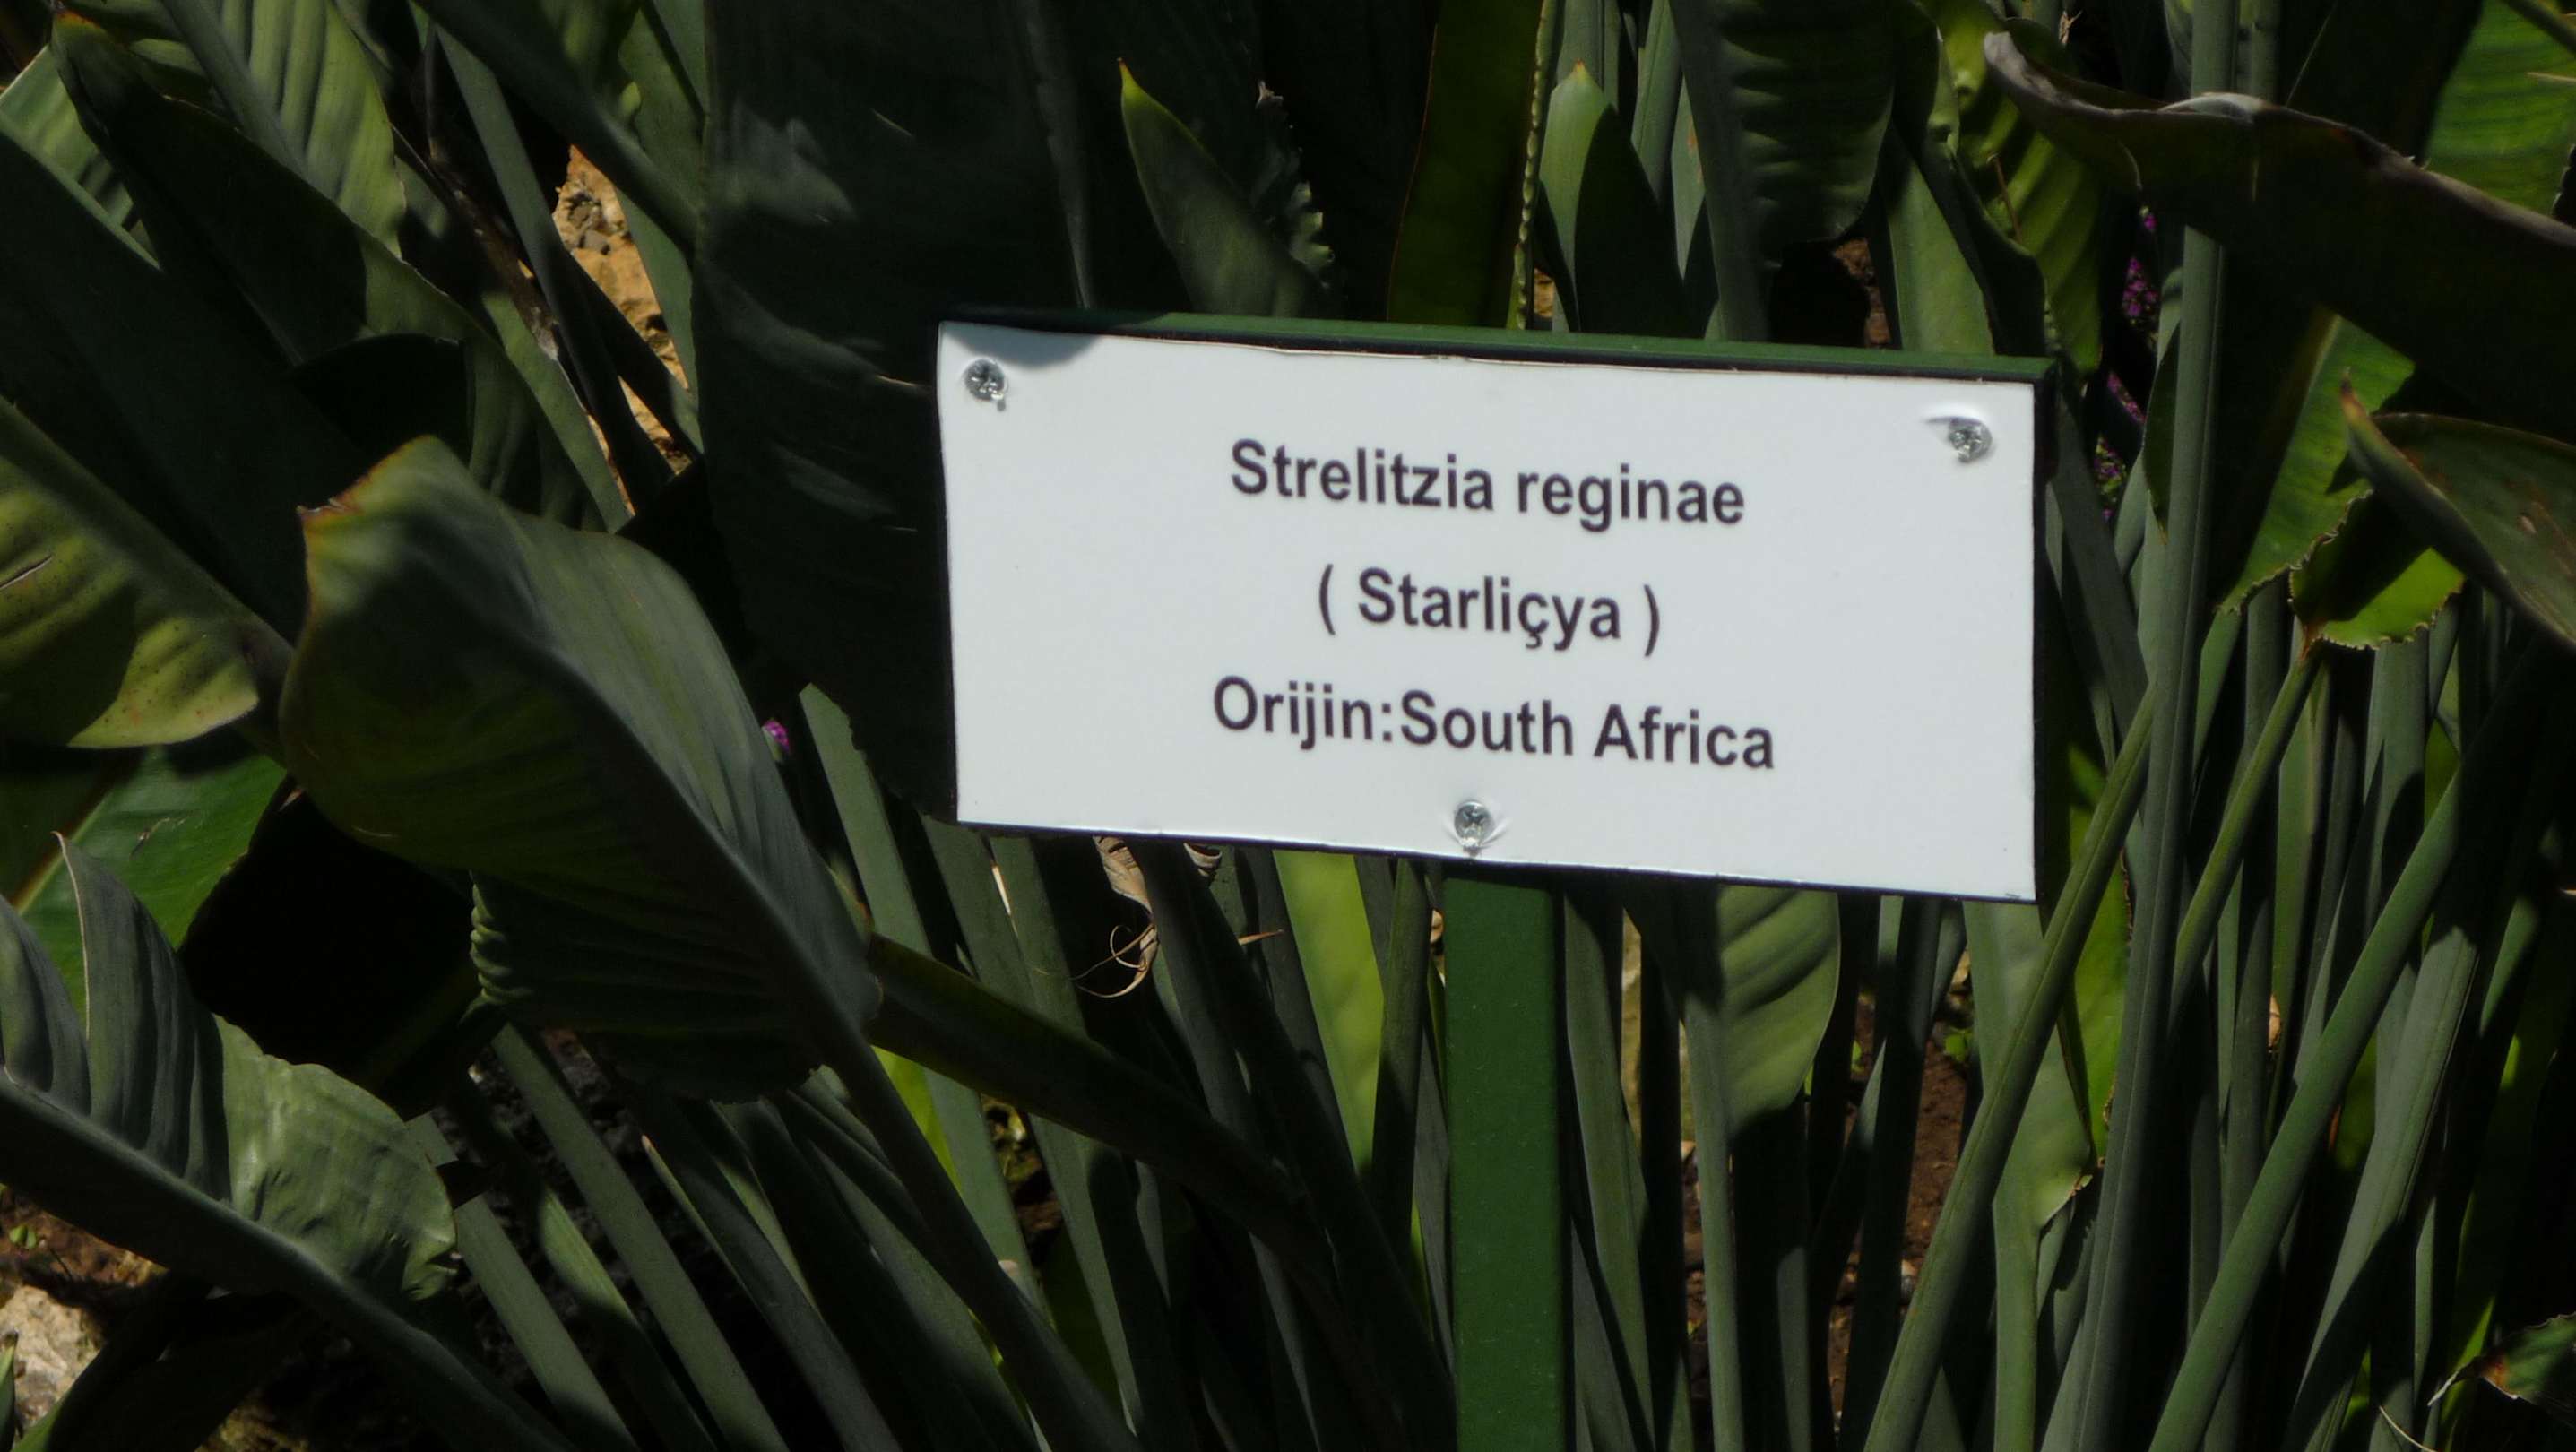 Strelitzia reginae
( Starliçya )
Orijin:South Africa